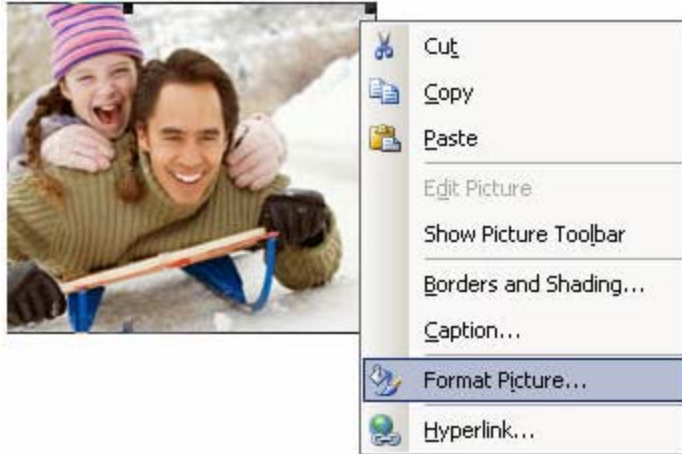 Cut
Copy
Paste
Edit Picture
Show Picture Toolbar
Borders and Shading...
Caption...
Format Picture...
Hyperlink...